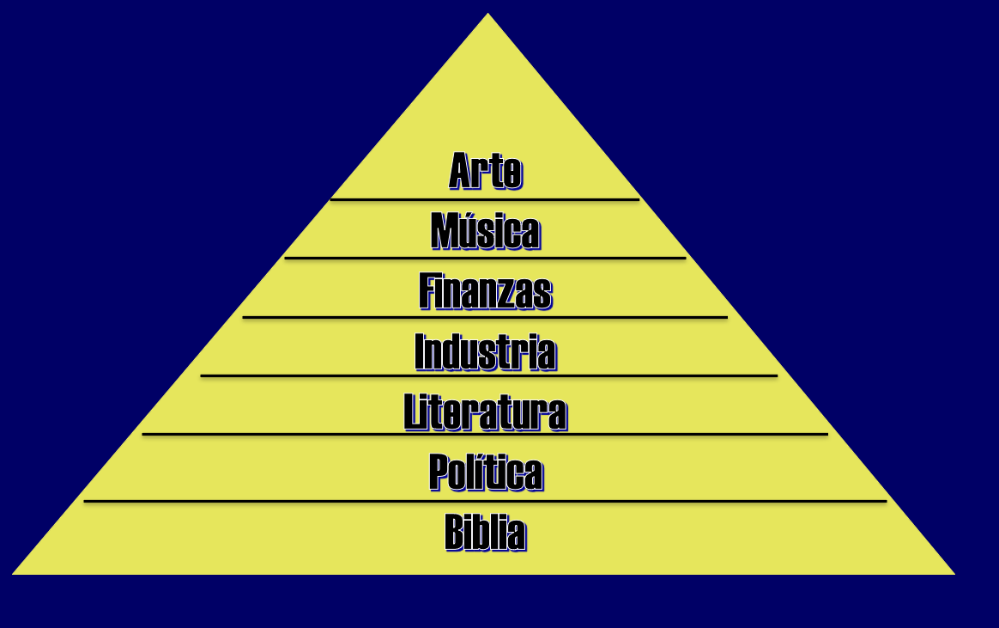 Arte
Música
Finanzas
Industria
Literatura
Política
Biblia